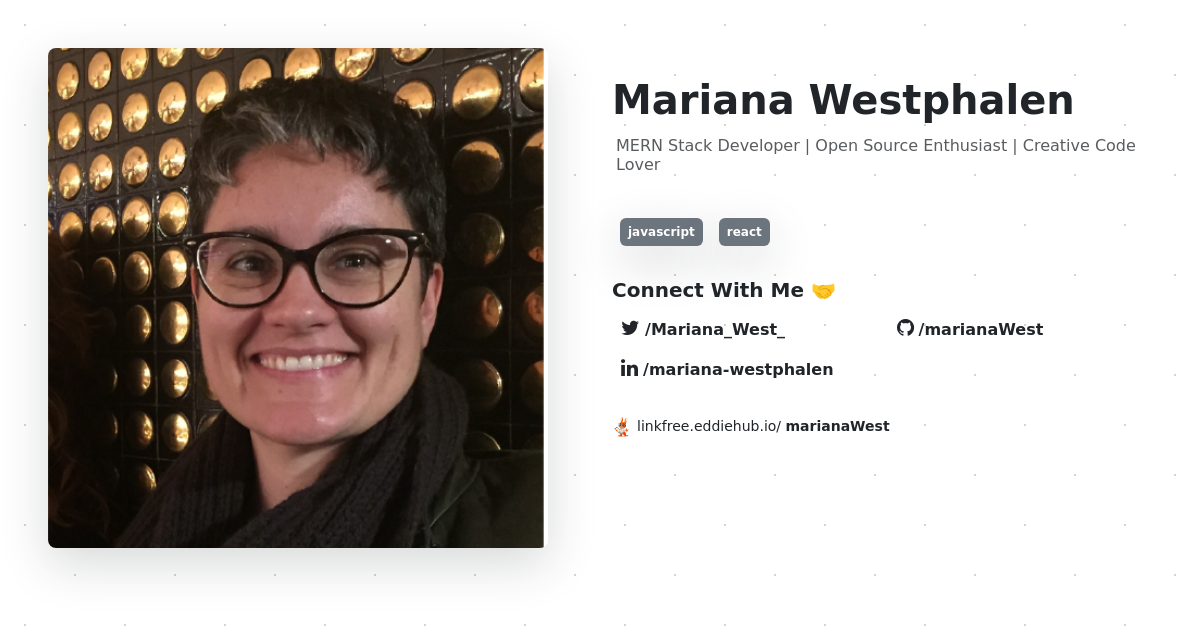 Mariana Westphalen
MERN Stack Developer | Open Source Enthusiast | Creative Code
Lover
javascript react
Connect With Me 🤝
/Mariana_West_ /marianaWest
/mariana-westphalen
linkfree.eddiehub.io/ marianaWest